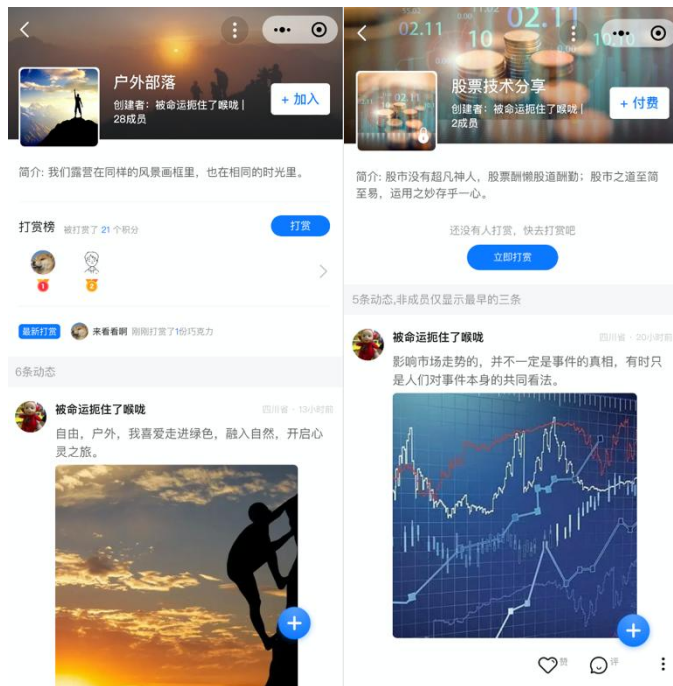 户外部落
创建者：被命运扼住了喉咙 |
28成员
+ 加入
简介: 我们露营在同样的风景画框里，也在相同的时光里。
打赏榜 被打赏了 21 个积分
打赏
1
2
最新打赏 来看看啊 刚刚打赏了1份巧克力
6条动态
被命运扼住了喉咙 四川省 · 13小时前
自由，户外，我喜爱走进绿色，融入自然，开启心
灵之旅。
02.11
0.00
02.11
10
10.10
0.00
股票技术分享
创建者：被命运扼住了喉咙 |
2成员
+ 付费
简介: 股市没有超凡神人，股票酬懒股道酬勤；股市之道至简
至易，运用之妙存乎一心。
还没有人打赏，快去打赏吧
立即打赏
5条动态,非成员仅显示最早的三条
被命运扼住了喉咙 四川省 · 20小时前
影响市场走势的，并不一定是事件的真相，有时只
是人们对事件本身的共同看法。
赞 评